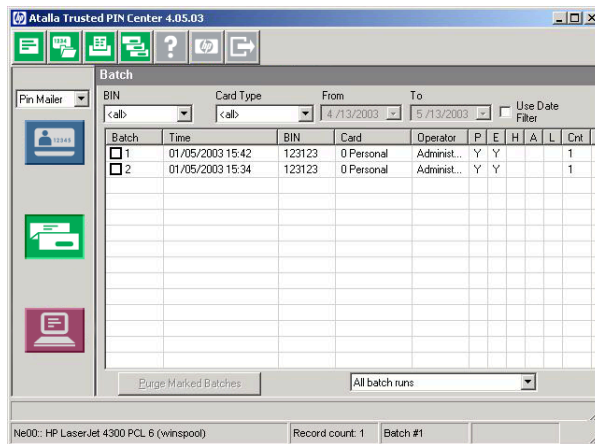 Atalla Trusted PIN Center 4.05.03
Batch
Pin Mailer
BIN Card Type From To
<all> <all> 4 /13/2003 5 /13/2003 Use Date Filter
Batch Time BIN Card Operator P E H A L Cnt
1 01/05/2003 15:42 123123 0 Personal Administ... Y Y 1
2 01/05/2003 15:34 123123 0 Personal Administ... Y Y 1
Purge Marked Batches All batch runs
Ne00:: HP LaserJet 4300 PCL 6 (winspool) Record count: 1 Batch #1